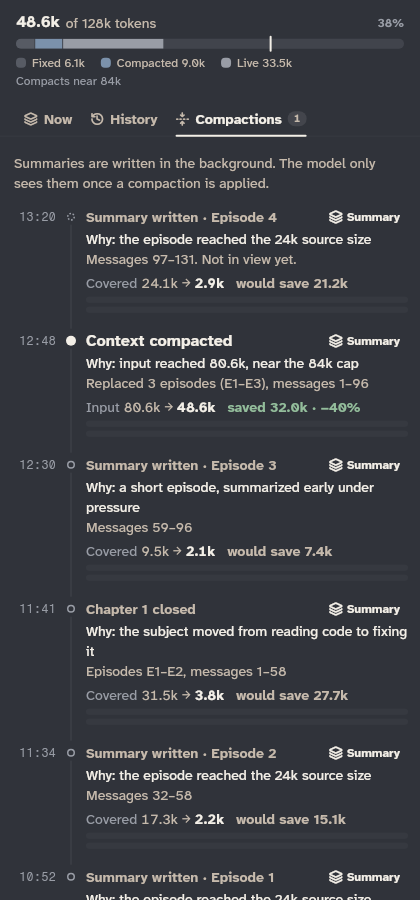 48.6k of 128k tokens 38%
Fixed 6.1k Compacted 9.0k Live 33.5k
Compacts near 84k
Now History Compactions 1
Summaries are written in the background. The model only
sees them once a compaction is applied.
13:20 Summary written · Episode 4 Summary
Why: the episode reached the 24k source size
Messages 97–131. Not in view yet.
Covered 24.1k → 2.9k would save 21.2k
12:48 Context compacted Summary
Why: input reached 80.6k, near the 84k cap
Replaced 3 episodes (E1–E3), messages 1–96
Input 80.6k → 48.6k saved 32.0k · −40%
12:30 Summary written · Episode 3 Summary
Why: a short episode, summarized early under
pressure
Messages 59–96
Covered 9.5k → 2.1k would save 7.4k
11:41 Chapter 1 closed Summary
Why: the subject moved from reading code to fixing
it
Episodes E1–E2, messages 1–58
Covered 31.5k → 3.8k would save 27.7k
11:34 Summary written · Episode 2 Summary
Why: the episode reached the 24k source size
Messages 32–58
Covered 17.3k → 2.2k would save 15.1k
10:52 Summary written · Episode 1 Summary
Why: the episode reached the 24k source size